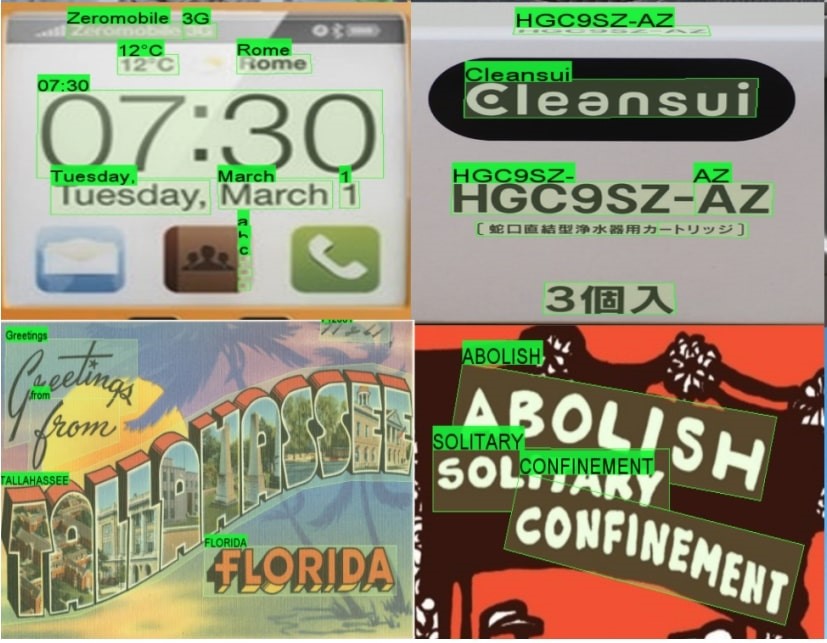 Zeromobile 3G
Zeromobile 3G
12°C Rome
12°C Rome
07:30
07:30
Tuesday, March 1
Tuesday, March 1
a
b
c
HGC9SZ-AZ
HGC9SZ-AZ
Cleansui
Cleansui
HGC9SZ- AZ
HGC9SZ-AZ
[蛇口直結型浄水器用カートリッジ]
3個入
Greetings
Greetings
from
from
TALLAHASSEE
TALLAHASSEE
FLORIDA
FLORIDA
ABOLISH
ABOLISH
SOLITARY
SOLITARY
CONFINEMENT
CONFINEMENT